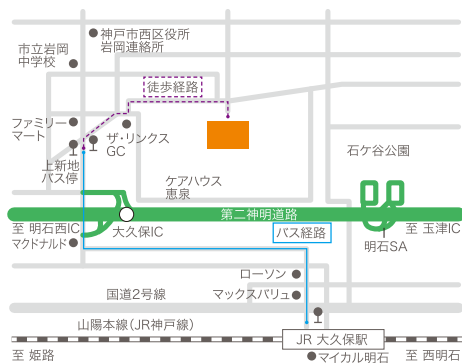 神戸市西区役所
岩岡連絡所
市立岩岡
中学校
徒歩経路
ファミリー
マート
ザ・リンクス
GC
上新地
バス停
石ケ谷公園
ケアハウス
恵泉
第二神明道路
至 明石西IC
大久保IC
バス経路
至 玉津IC
マクドナルド
明石SA
ローソン
国道2号線
マックスバリュ
山陽本線(JR神戸線)
JR 大久保駅
至 姫路
マイカル明石
至 西明石